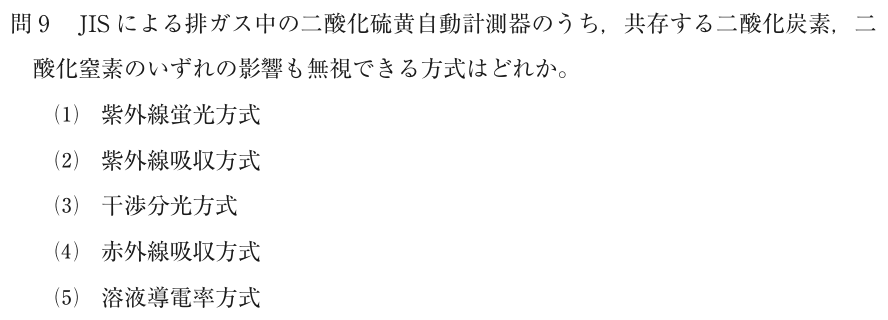 問9　JISによる排ガス中の二酸化硫黄自動計測器のうち，共存する二酸化炭素，二
酸化窒素のいずれの影響も無視できる方式はどれか。
(1)　紫外線蛍光方式
(2)　紫外線吸収方式
(3)　干渉分光方式
(4)　赤外線吸収方式
(5)　溶液導電率方式